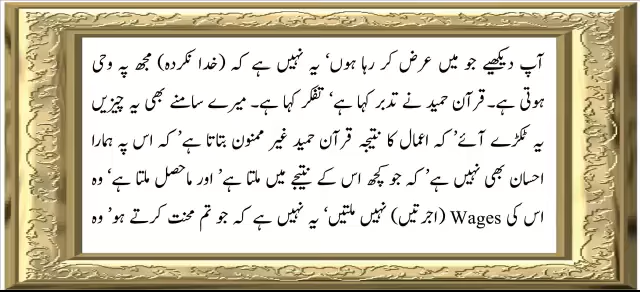 آپ دیکھیے جو میں عرض کر رہا ہوں‘ یہ نہیں ہے کہ (خدا نکردہ) مجھ پہ وحی
ہوتی ہے۔ قرآن حمید نے تدبر کہا ہے‘ تفکر کہا ہے۔ میرے سامنے بھی یہ چیزیں
یہ ٹکڑے آئے’ کہ اعمال کا نتیجہ قرآن حمید غیر ممنون بتاتا ہے’ کہ اس پہ ہمارا
احسان بھی نہیں ہے’ کہ جو کچھ اس کے نتیجے میں ملتا ہے’ اور ماحصل ملتا ہے‘ وہ
اس کی Wages (اجرتیں) نہیں ملتیں‘ یہ نہیں ہے کہ جو تم محنت کرتے ہو’ وہ